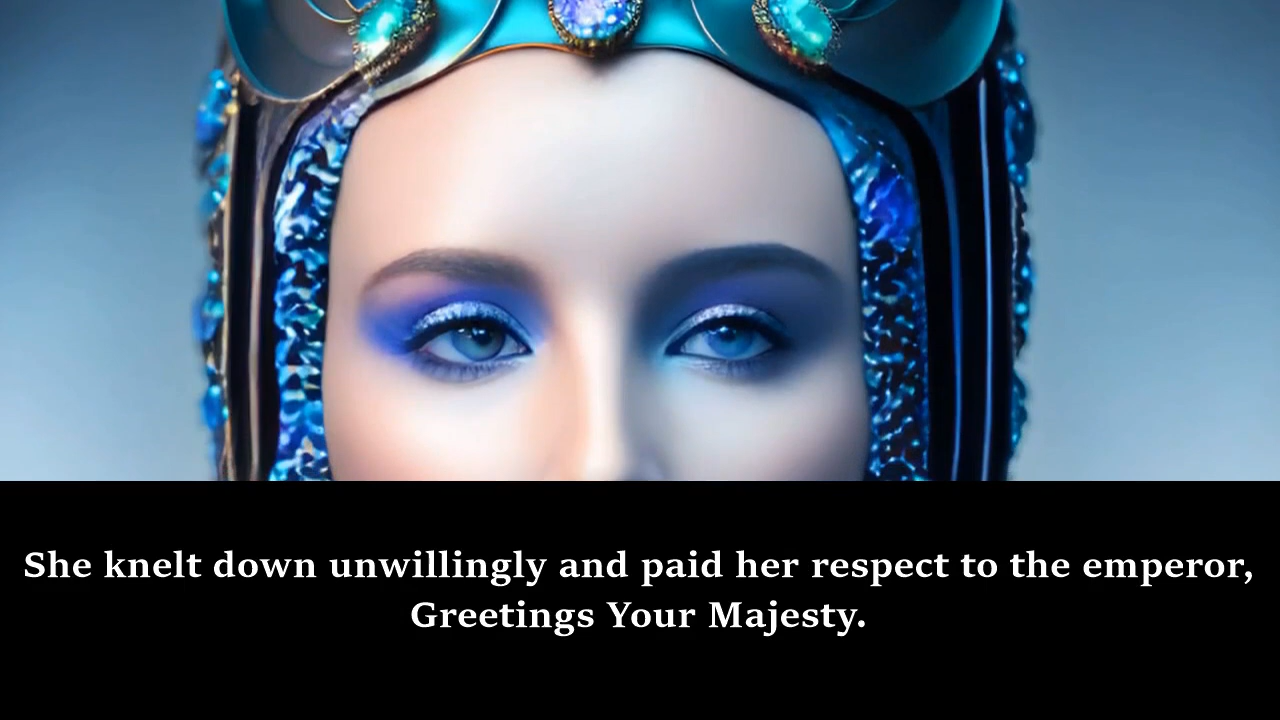 She knelt down unwillingly and paid her respect to the emperor,
Greetings Your Majesty.